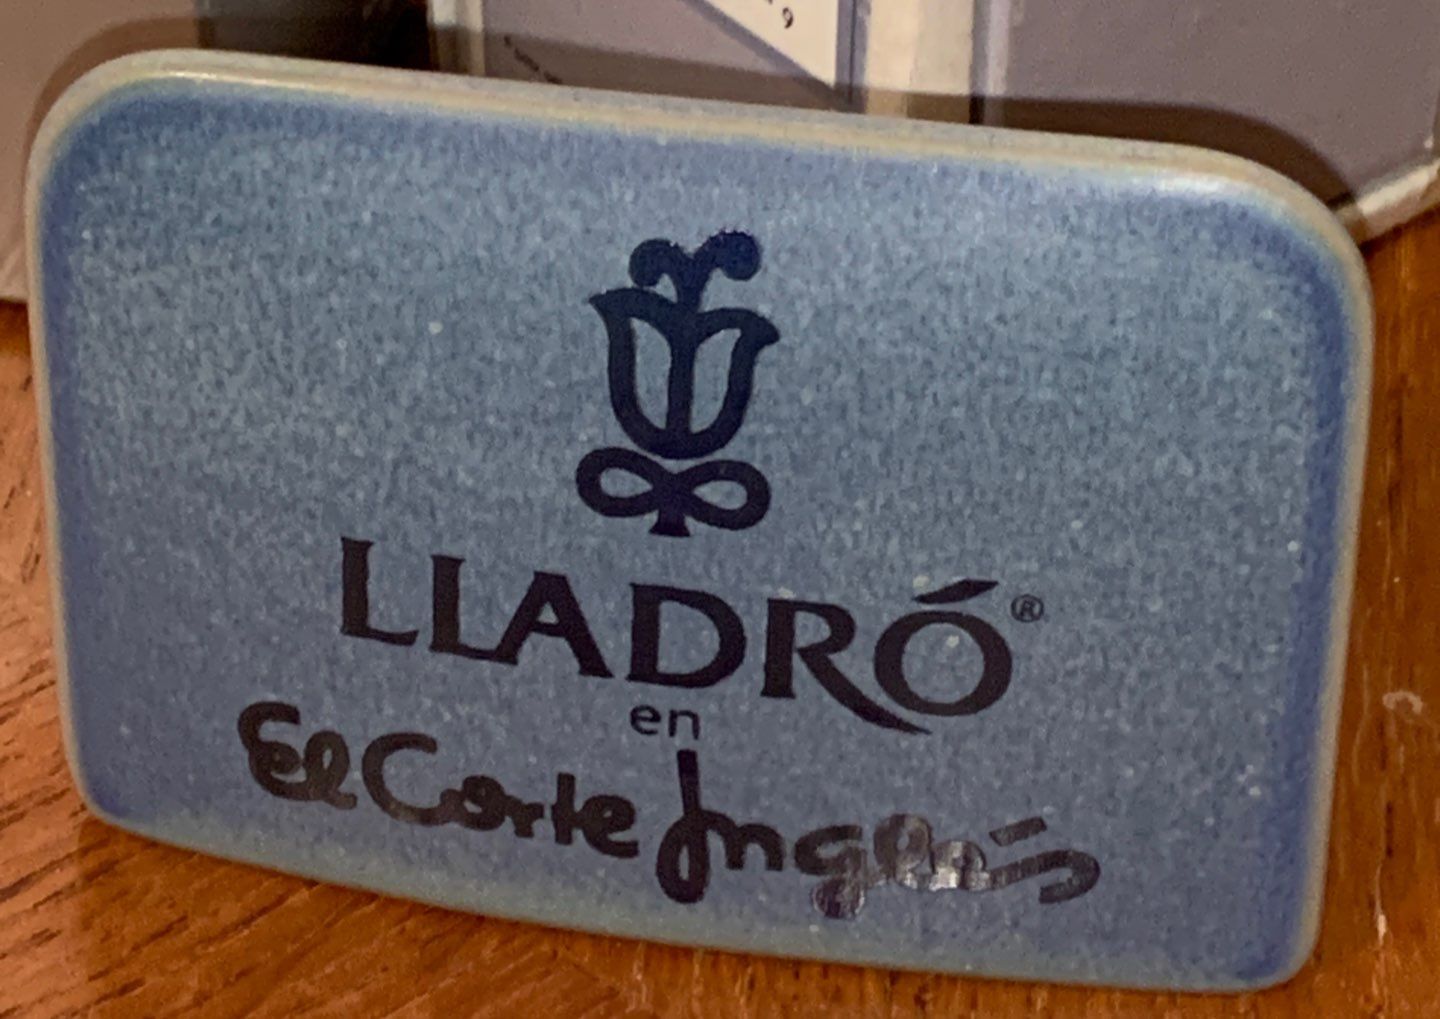 LLADRÓ®
en
El Corte Inglés